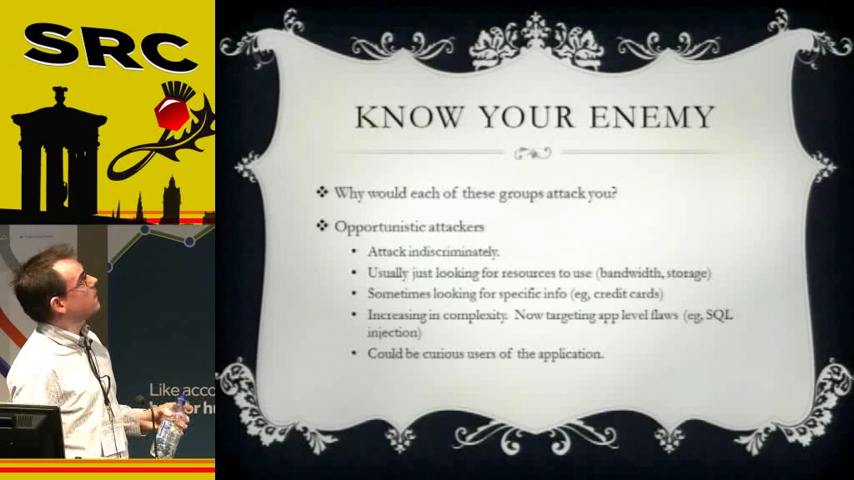 SRC
KNOW YOUR ENEMY
Why would each of these groups attack you?
Opportunistic attackers
Attack indiscriminately.
Usually just looking for resources to use (bandwidth, storage)
Sometimes looking for specific info (eg, credit cards)
Increasing in complexity. Now targeting app level flaws (eg, SQL
injection)
Could be curious users of the application.
Like acco